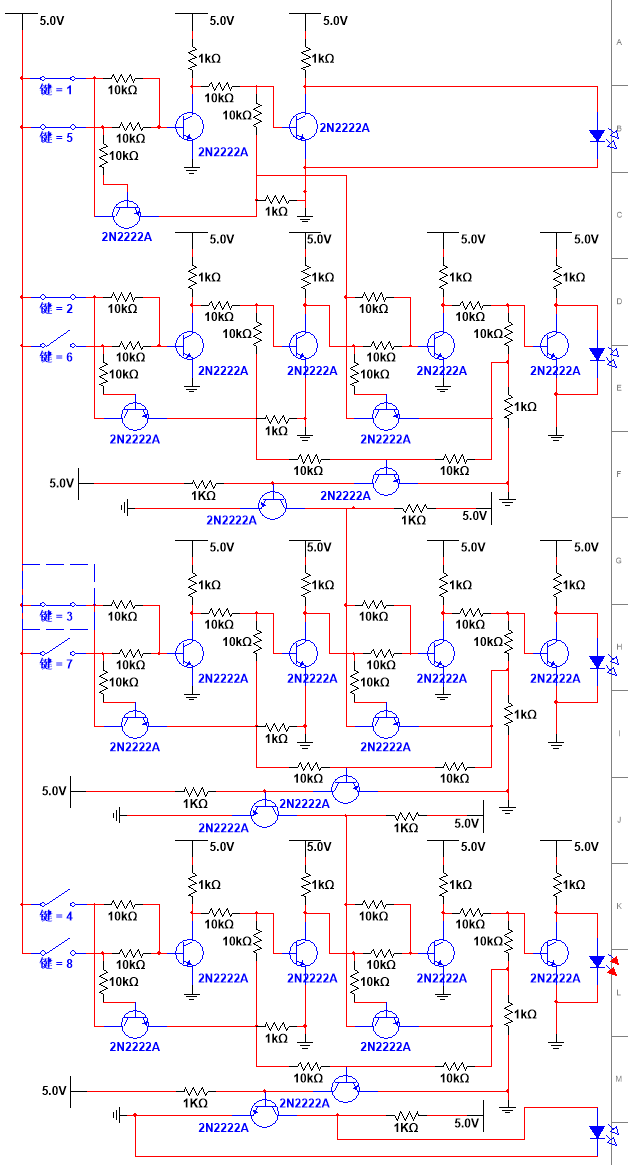 5.0V 5.0V 5.0V
A
1kΩ 1kΩ
键 = 1 10kΩ 10kΩ
10kΩ
键 = 5 10kΩ 2N2222A B
10kΩ 2N2222A
1kΩ C
2N2222A
5.0V 5.0V 5.0V 5.0V
1kΩ 1kΩ 1kΩ 1kΩ
D
键 = 2 10kΩ 10kΩ 10kΩ 10kΩ
10kΩ 10kΩ
键 = 6 10kΩ 10kΩ
10kΩ 2N2222A 2N2222A 10kΩ 2N2222A 2N2222A
E
1kΩ 1kΩ
2N2222A 2N2222A
10kΩ 10kΩ
F
5.0V 1KΩ 2N2222A
2N2222A 1KΩ 5.0V
5.0V 5.0V 5.0V 5.0V
G
1kΩ 1kΩ 1kΩ 1kΩ
键 = 3 10kΩ 10kΩ 10kΩ 10kΩ
10kΩ 10kΩ
H
键 = 7 10kΩ 10kΩ
10kΩ 2N2222A 2N2222A 10kΩ 2N2222A 2N2222A
1kΩ 1kΩ
I
2N2222A 2N2222A
10kΩ 10kΩ
5.0V 1KΩ 2N2222A
J
2N2222A 1KΩ 5.0V
5.0V 5.0V 5.0V 5.0V
1kΩ 1kΩ 1kΩ 1kΩ
K
键 = 4 10kΩ 10kΩ 10kΩ 10kΩ
10kΩ 10kΩ
键 = 8 10kΩ 10kΩ
10kΩ 2N2222A 2N2222A 10kΩ 2N2222A 2N2222A
L
1kΩ 1kΩ
2N2222A 2N2222A
10kΩ 10kΩ
M
5.0V 1KΩ 2N2222A
2N2222A 1KΩ 5.0V